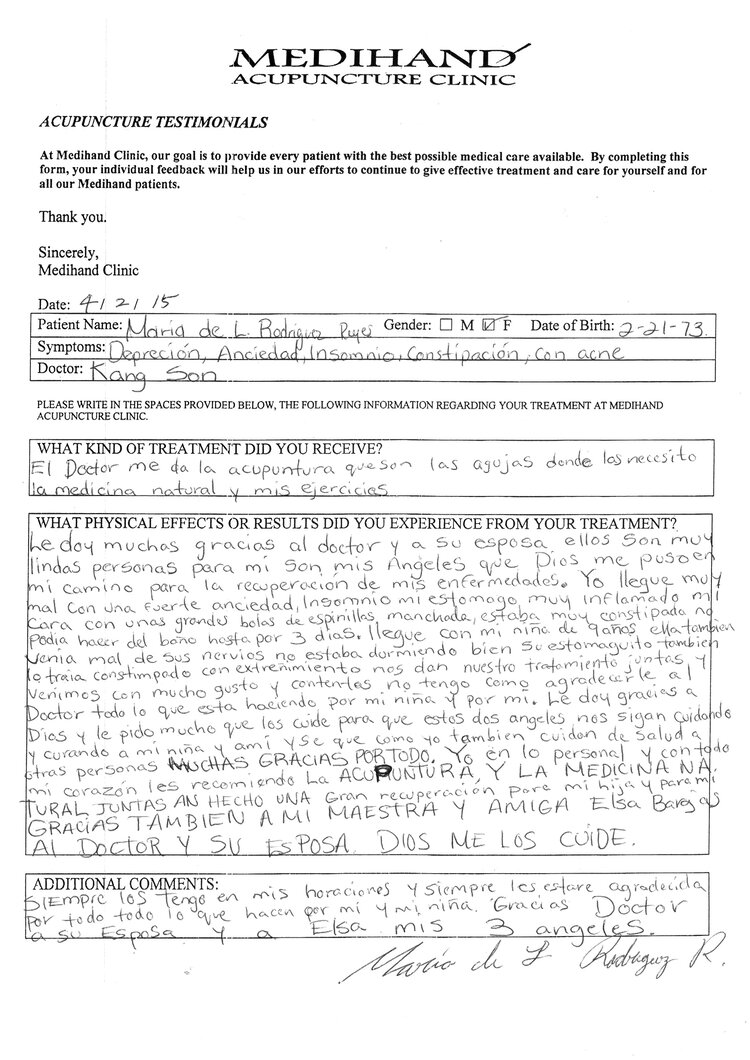 MEDIHAND
ACUPUNCTURE CLINIC
ACUPUNCTURE TESTIMONIALS
At Medihand Clinic, our goal is to provide every patient with the best possible medical care available. By completing this
form, your individual feedback will help us in our efforts to continue to give effective treatment and care for yourself and for
all our Medihand patients.
Thank you.
Sincerely,
Medihand Clinic
Date: 4/ 2/ 15
Patient Name: Maria de L. Rodriguez Gender: M F Date of Birth: 2-21-73.
Symptoms: Depreción, Anciedad, Insomnio, Constipación, con acne
Doctor: Kang Son
PLEASE WRITE IN THE SPACES PROVIDED BELOW, THE FOLLOWING INFORMATION REGARDING YOUR TREATMENT AT MEDIHAND
ACUPUNCTURE CLINIC.
WHAT KIND OF TREATMENT DID YOU RECEIVE?
El Doctor me da la acupuntura que son las agujas donde las necesito
la medicina natural y mis ejercicios
WHAT PHYSICAL EFFECTS OR RESULTS DID YOU EXPERIENCE FROM YOUR TREATMENT?
Le doy muchas gracias al doctor y a su esposa ellos son muy
lindas personas para mi son mis Angeles que Dios me puso en
mi camino para la recuperación de mis enfermedades. Yo llegue muy
mal con una fuerte anciedad, Insomnio mi estomago muy inflamado mi
cara con unas grandes bolas de espinillas, manchada, estaba muy constipada no
podia hacer del baño hasta por 3 dias. llegue con mi niña de 9 años ella tambien
venia mal de sus nervios no estaba durmiendo bien su estomaguito tambien
lo traia constimpado con extreñimiento nos dan nuestro tratamiento juntas y
venimos con mucho gusto y contentas no tengo como agradecerle al
Doctor todo lo que esta haciendo por mi niña y por mi. Le doy gracias a
Dios y le pido mucho que los cuide para que estos dos angeles nos sigan cuidando
y curando a mi niña y ami y se que como yo tambien cuidan de salud a
otras personas MUCHAS GRACIAS POR TODO. Yo en lo personal y con todo
mi corazón les recomiendo La ACUPUNTURA, Y LA MEDICINA NA
TURAL JUNTAS AN HECHO UNA Gran recuperación para mi hija y para mi
GRACIAS TAMBIEN A MI MAESTRA Y AMIGA Elsa
Al DOCTOR Y SU ESPOSA. DIOS ME LOS CUIDE.
ADDITIONAL COMMENTS:
SIEMPRE los tengo en mis horaciones y siempre les estare agradecida
por todo todo lo que hacen por mi y mi niña. Gracias Doctor
a su Esposa y a Elsa mis 3 angeles.
Maria de L Rodriguez R.